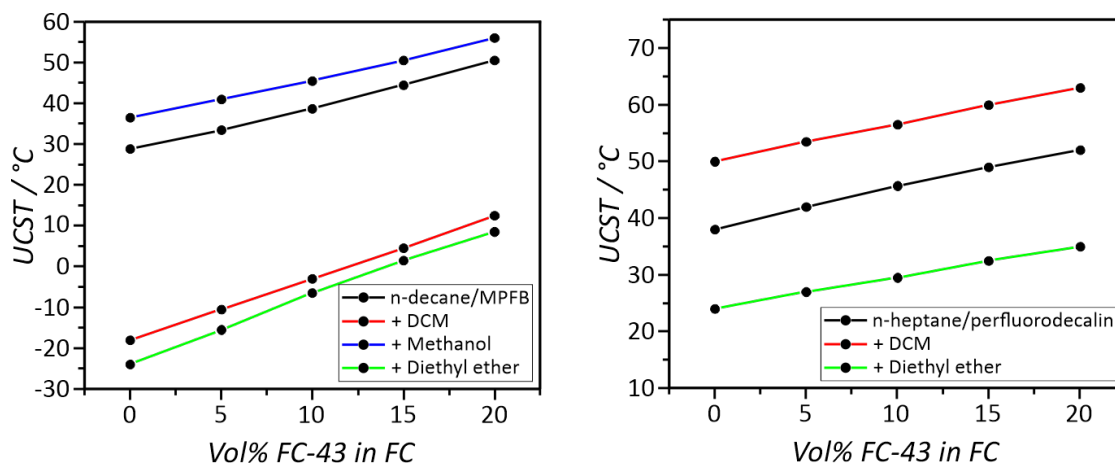 60
50
40
30
20
10
0
-10
-20
-30
UCST / °C
0 5 10 15 20
Vol% FC-43 in FC
n-decane/MPFB
+ DCM
+ Methanol
+ Diethyl ether
70
60
50
40
30
20
10
UCST / °C
0 5 10 15 20
Vol% FC-43 in FC
n-heptane/perfluorodecalin
+ DCM
+ Diethyl ether